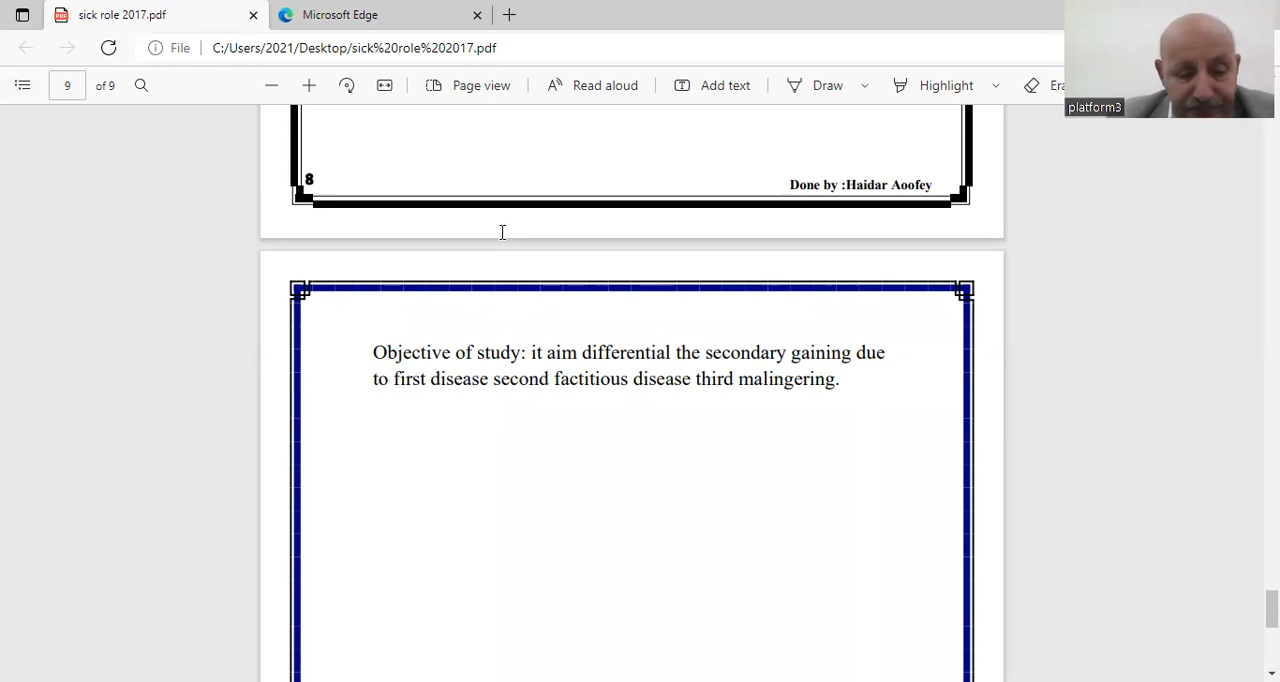 sick role 2017.pdf
Microsoft Edge
File
C:/Users/2021/Desktop/sick%20role%202017.pdf
9 of 9
Page view
Read aloud
Add text
Draw
Highlight
Era
platform3
8
Done by :Haidar Aoofey
Objective of study: it aim differential the secondary gaining due
to first disease second factitious disease third malingering.